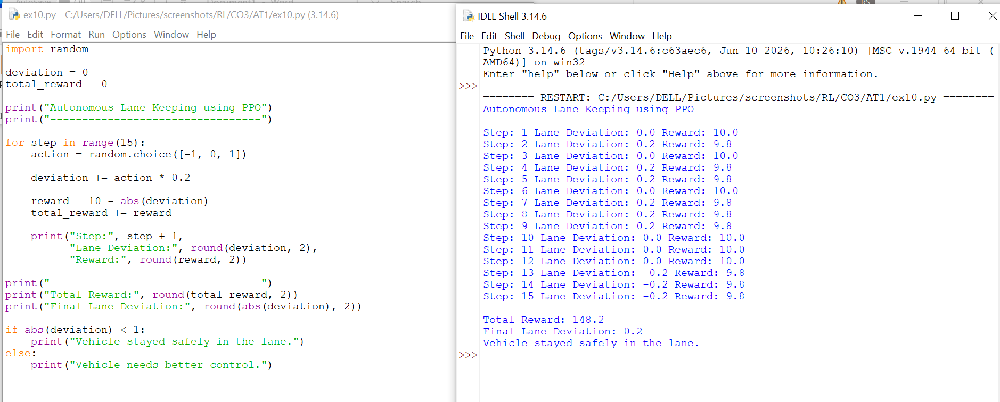 AutoSave Off Document1 - Word Search RS
ex10.py - C:/Users/DELL/Pictures/screenshots/RL/CO3/AT1/ex10.py (3.14.6)
File Edit Format Run Options Window Help
import random

deviation = 0
total_reward = 0

print("Autonomous Lane Keeping using PPO")
print("---------------------------------")

for step in range(15):
    action = random.choice([-1, 0, 1])

    deviation += action * 0.2

    reward = 10 - abs(deviation)
    total_reward += reward

    print("Step:", step + 1,
          "Lane Deviation:", round(deviation, 2),
          "Reward:", round(reward, 2))

print("---------------------------------")
print("Total Reward:", round(total_reward, 2))
print("Final Lane Deviation:", round(abs(deviation), 2))

if abs(deviation) < 1:
    print("Vehicle stayed safely in the lane.")
else:
    print("Vehicle needs better control.")
IDLE Shell 3.14.6
File Edit Shell Debug Options Window Help
Python 3.14.6 (tags/v3.14.6:c63aec6, Jun 10 2026, 10:26:10) [MSC v.1944 64 bit (
AMD64)] on win32
Enter "help" below or click "Help" above for more information.
>>>
======== RESTART: C:/Users/DELL/Pictures/screenshots/RL/CO3/AT1/ex10.py ========
Autonomous Lane Keeping using PPO
---------------------------------
Step: 1 Lane Deviation: 0.0 Reward: 10.0
Step: 2 Lane Deviation: 0.2 Reward: 9.8
Step: 3 Lane Deviation: 0.0 Reward: 10.0
Step: 4 Lane Deviation: 0.2 Reward: 9.8
Step: 5 Lane Deviation: 0.2 Reward: 9.8
Step: 6 Lane Deviation: 0.0 Reward: 10.0
Step: 7 Lane Deviation: 0.2 Reward: 9.8
Step: 8 Lane Deviation: 0.2 Reward: 9.8
Step: 9 Lane Deviation: 0.2 Reward: 9.8
Step: 10 Lane Deviation: 0.0 Reward: 10.0
Step: 11 Lane Deviation: 0.0 Reward: 10.0
Step: 12 Lane Deviation: 0.0 Reward: 10.0
Step: 13 Lane Deviation: -0.2 Reward: 9.8
Step: 14 Lane Deviation: -0.2 Reward: 9.8
Step: 15 Lane Deviation: -0.2 Reward: 9.8
---------------------------------
Total Reward: 148.2
Final Lane Deviation: 0.2
Vehicle stayed safely in the lane.
>>>